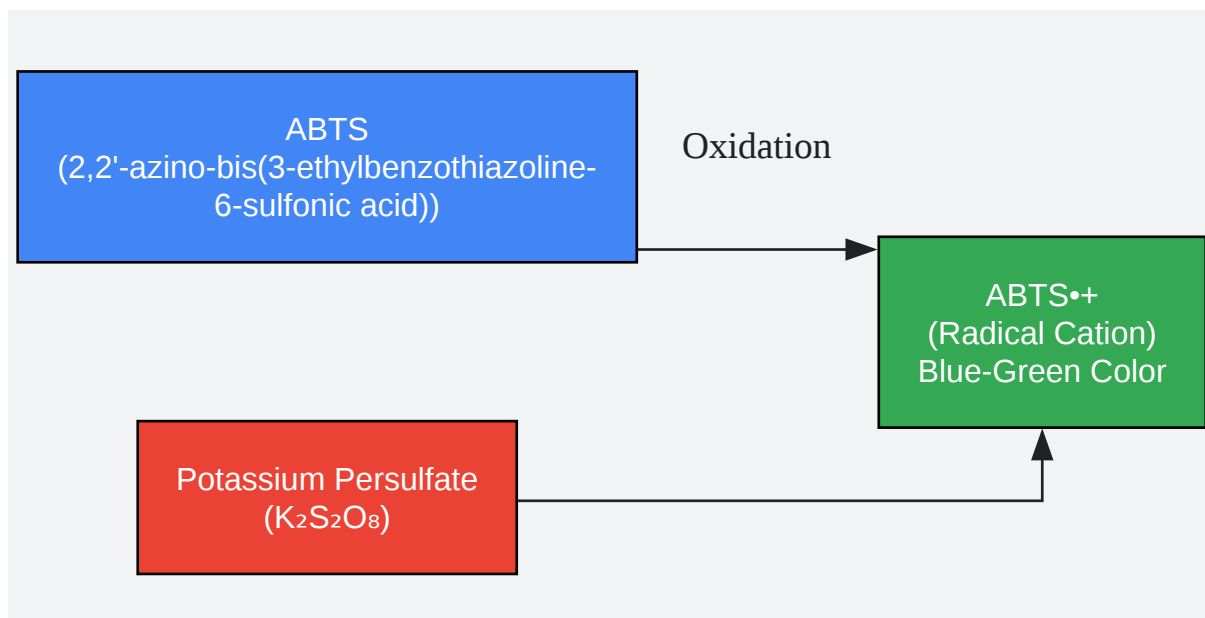 ABTS
(2,2'-azino-bis(3-ethylbenzothiazoline-
6-sulfonic acid))
Oxidation
ABTS•+
(Radical Cation)
Blue-Green Color
Potassium Persulfate
(K₂S₂O₈)